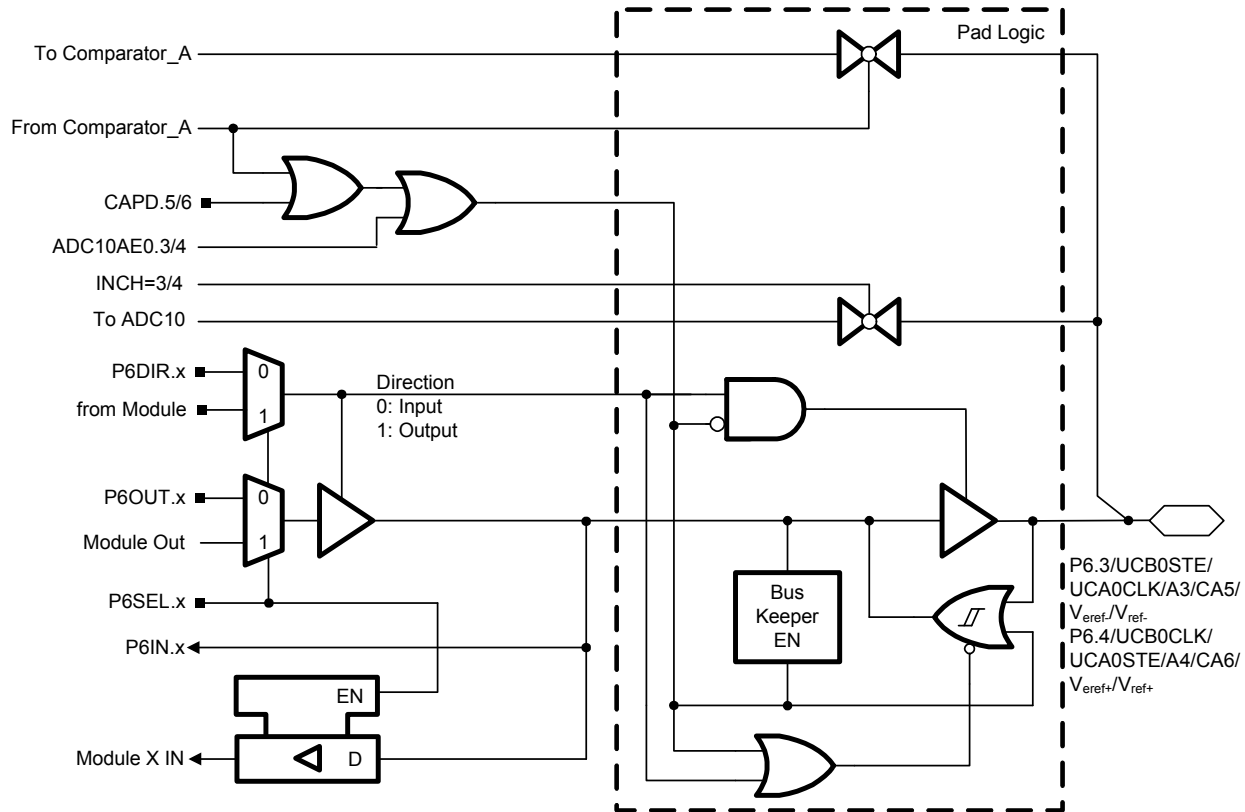 Pad Logic
To Comparator_A
From Comparator_A
CAPD.5/6
ADC10AE0.3/4
INCH=3/4
To ADC10
P6DIR.x
0
from Module
1
Direction
0: Input
1: Output
P6OUT.x
0
Module Out
1
P6SEL.x
P6IN.x
Bus
Keeper
EN
P6.3/UCB0STE/
UCA0CLK/A3/CA5/
Veref-/Vref-
P6.4/UCB0CLK/
UCA0STE/A4/CA6/
Veref+/Vref+
EN
Module X IN
D